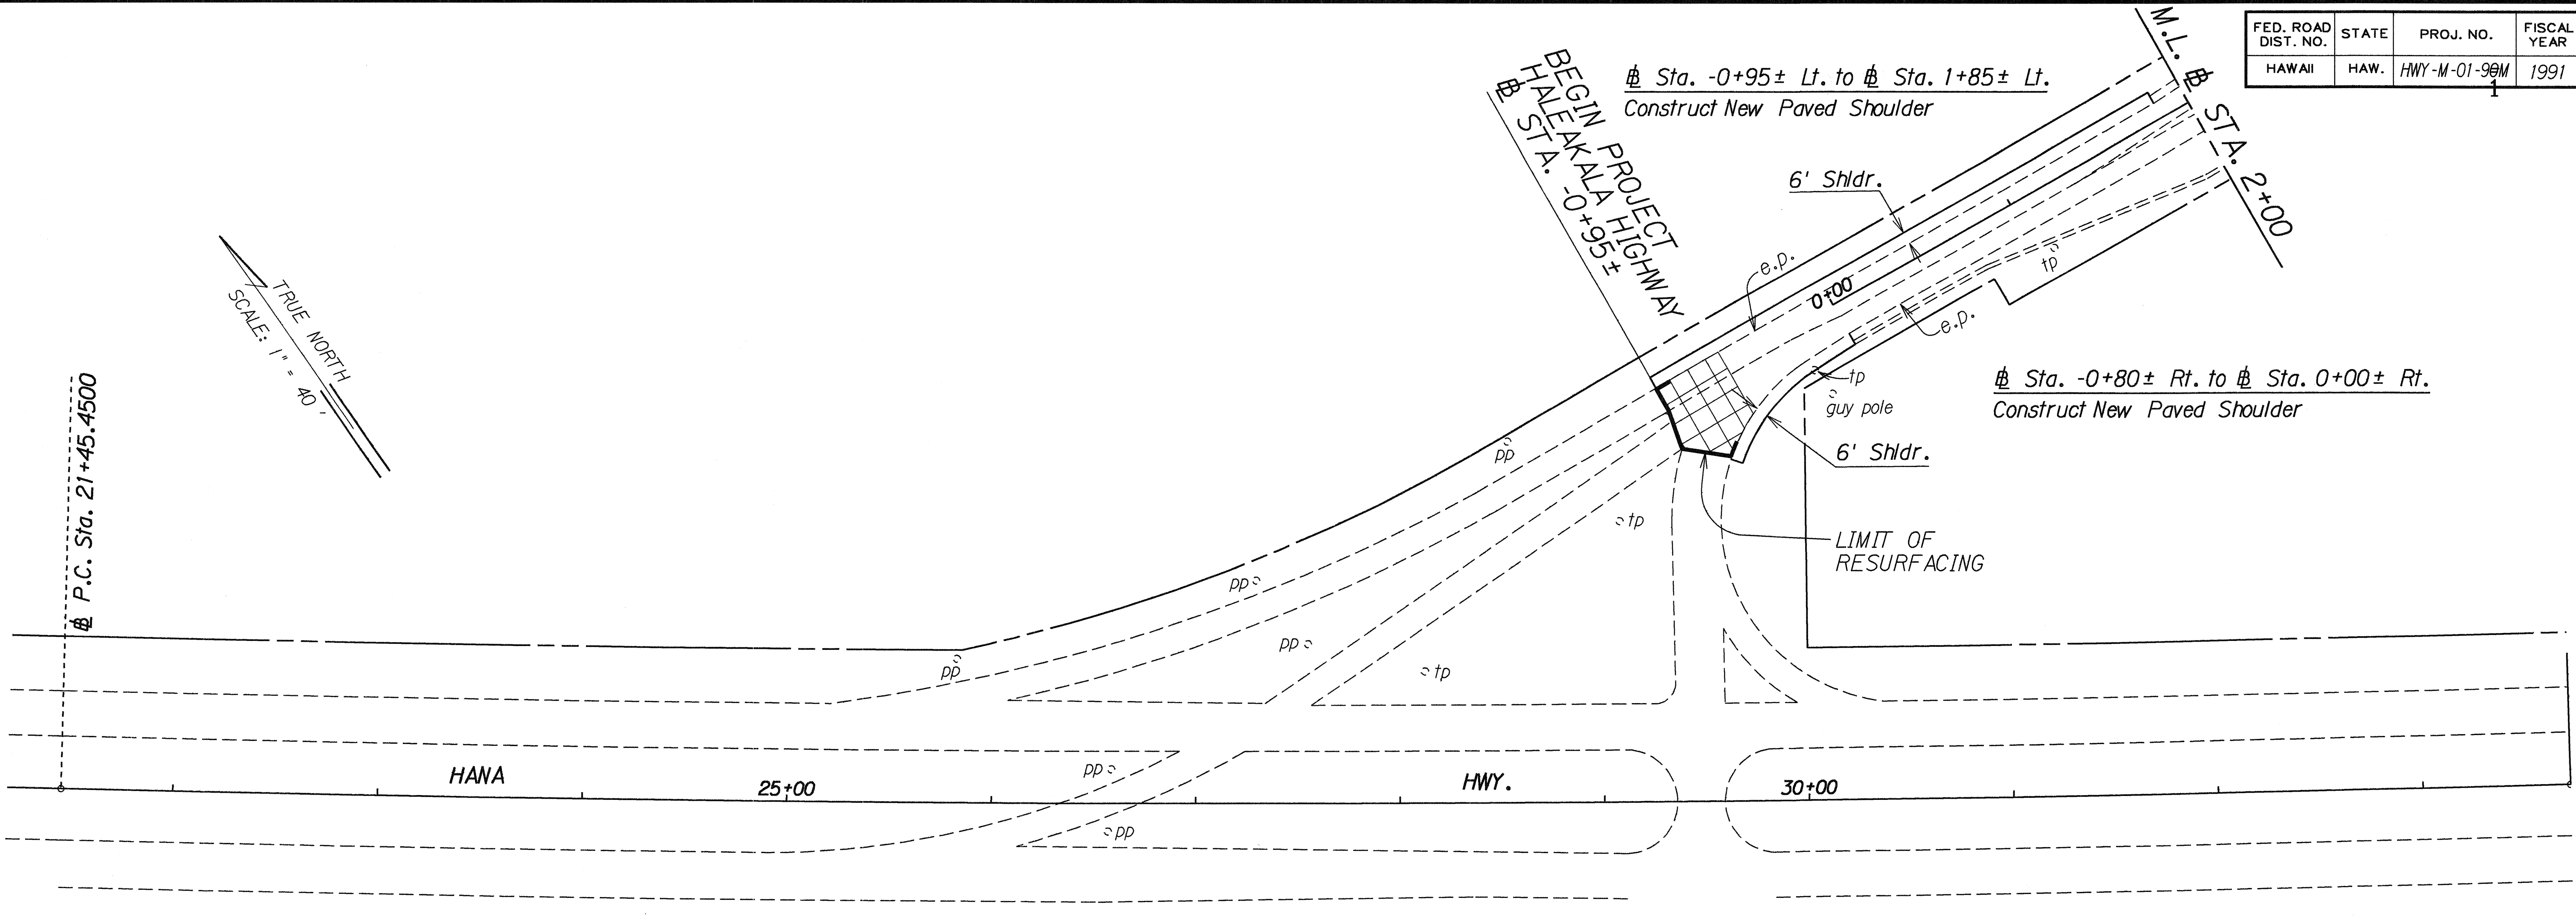 FED. ROAD DIST. NO. STATE PROJ. NO. FISCAL YEAR
HAWAII HAW. HWY-M-01-90M 1991
1
M.L. ⅊ STA. 2+00
BEGIN PROJECT
HALEAKALA HIGHWAY
⅊ STA. -0+95±
⅊ Sta. -0+95± Lt. to ⅊ Sta. 1+85± Lt.
Construct New Paved Shoulder
6' Shldr.
e.p.
0+00
tp
e.p.
TRUE NORTH
SCALE: 1" = 40'
⅊ P.C. Sta. 21+45.4500
⅊ Sta. -0+80± Rt. to ⅊ Sta. 0+00± Rt.
Construct New Paved Shoulder
tp
guy pole
6' Shldr.
pp
tp
LIMIT OF
RESURFACING
pp
pp
pp
tp
HANA
25+00
pp
HWY.
30+00
pp